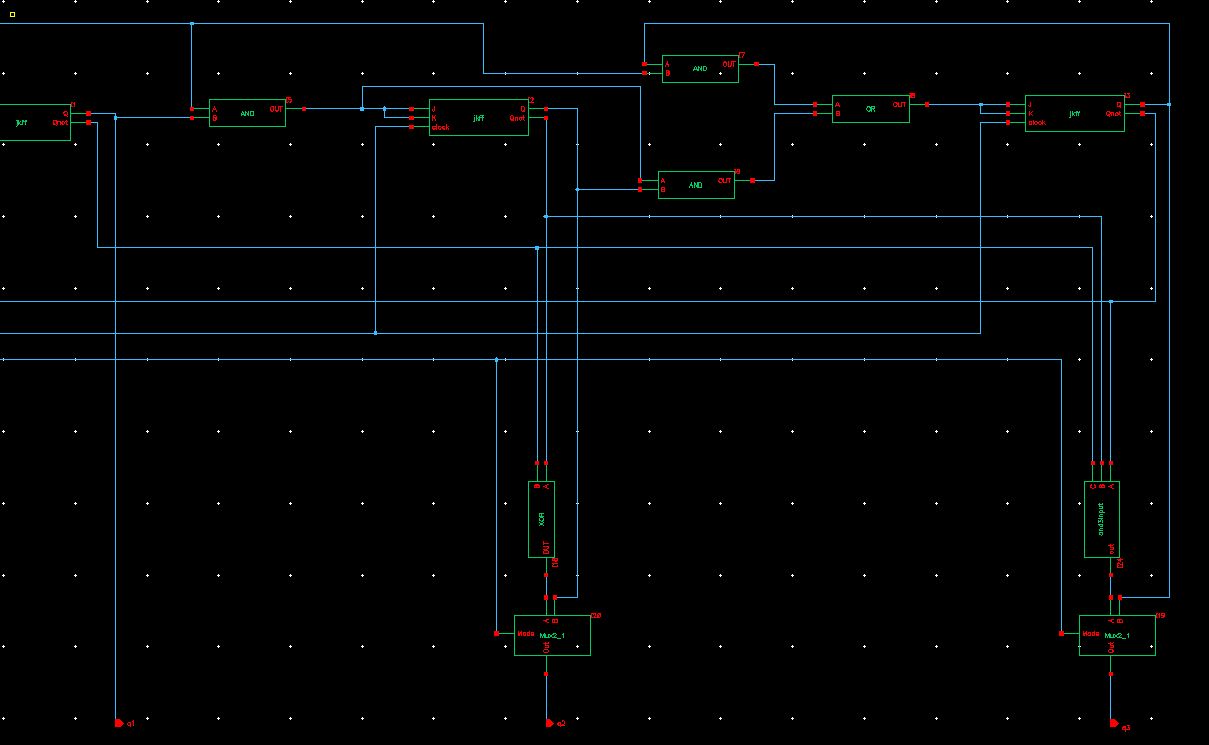 jkff
Q
Qnot
A
B
AND
OUT
J
K
clock
jkff
Q
Qnot
A
B
AND
OUT
A
B
AND
OUT
A
B
OR
OUT
J
K
clock
jkff
Q
Qnot
B
A
XOR
OUT
C
B
A
and3input
out
A
B
Mode
Mux2_1
Out
A
B
Mode
Mux2_1
Out
q1
q2
q3